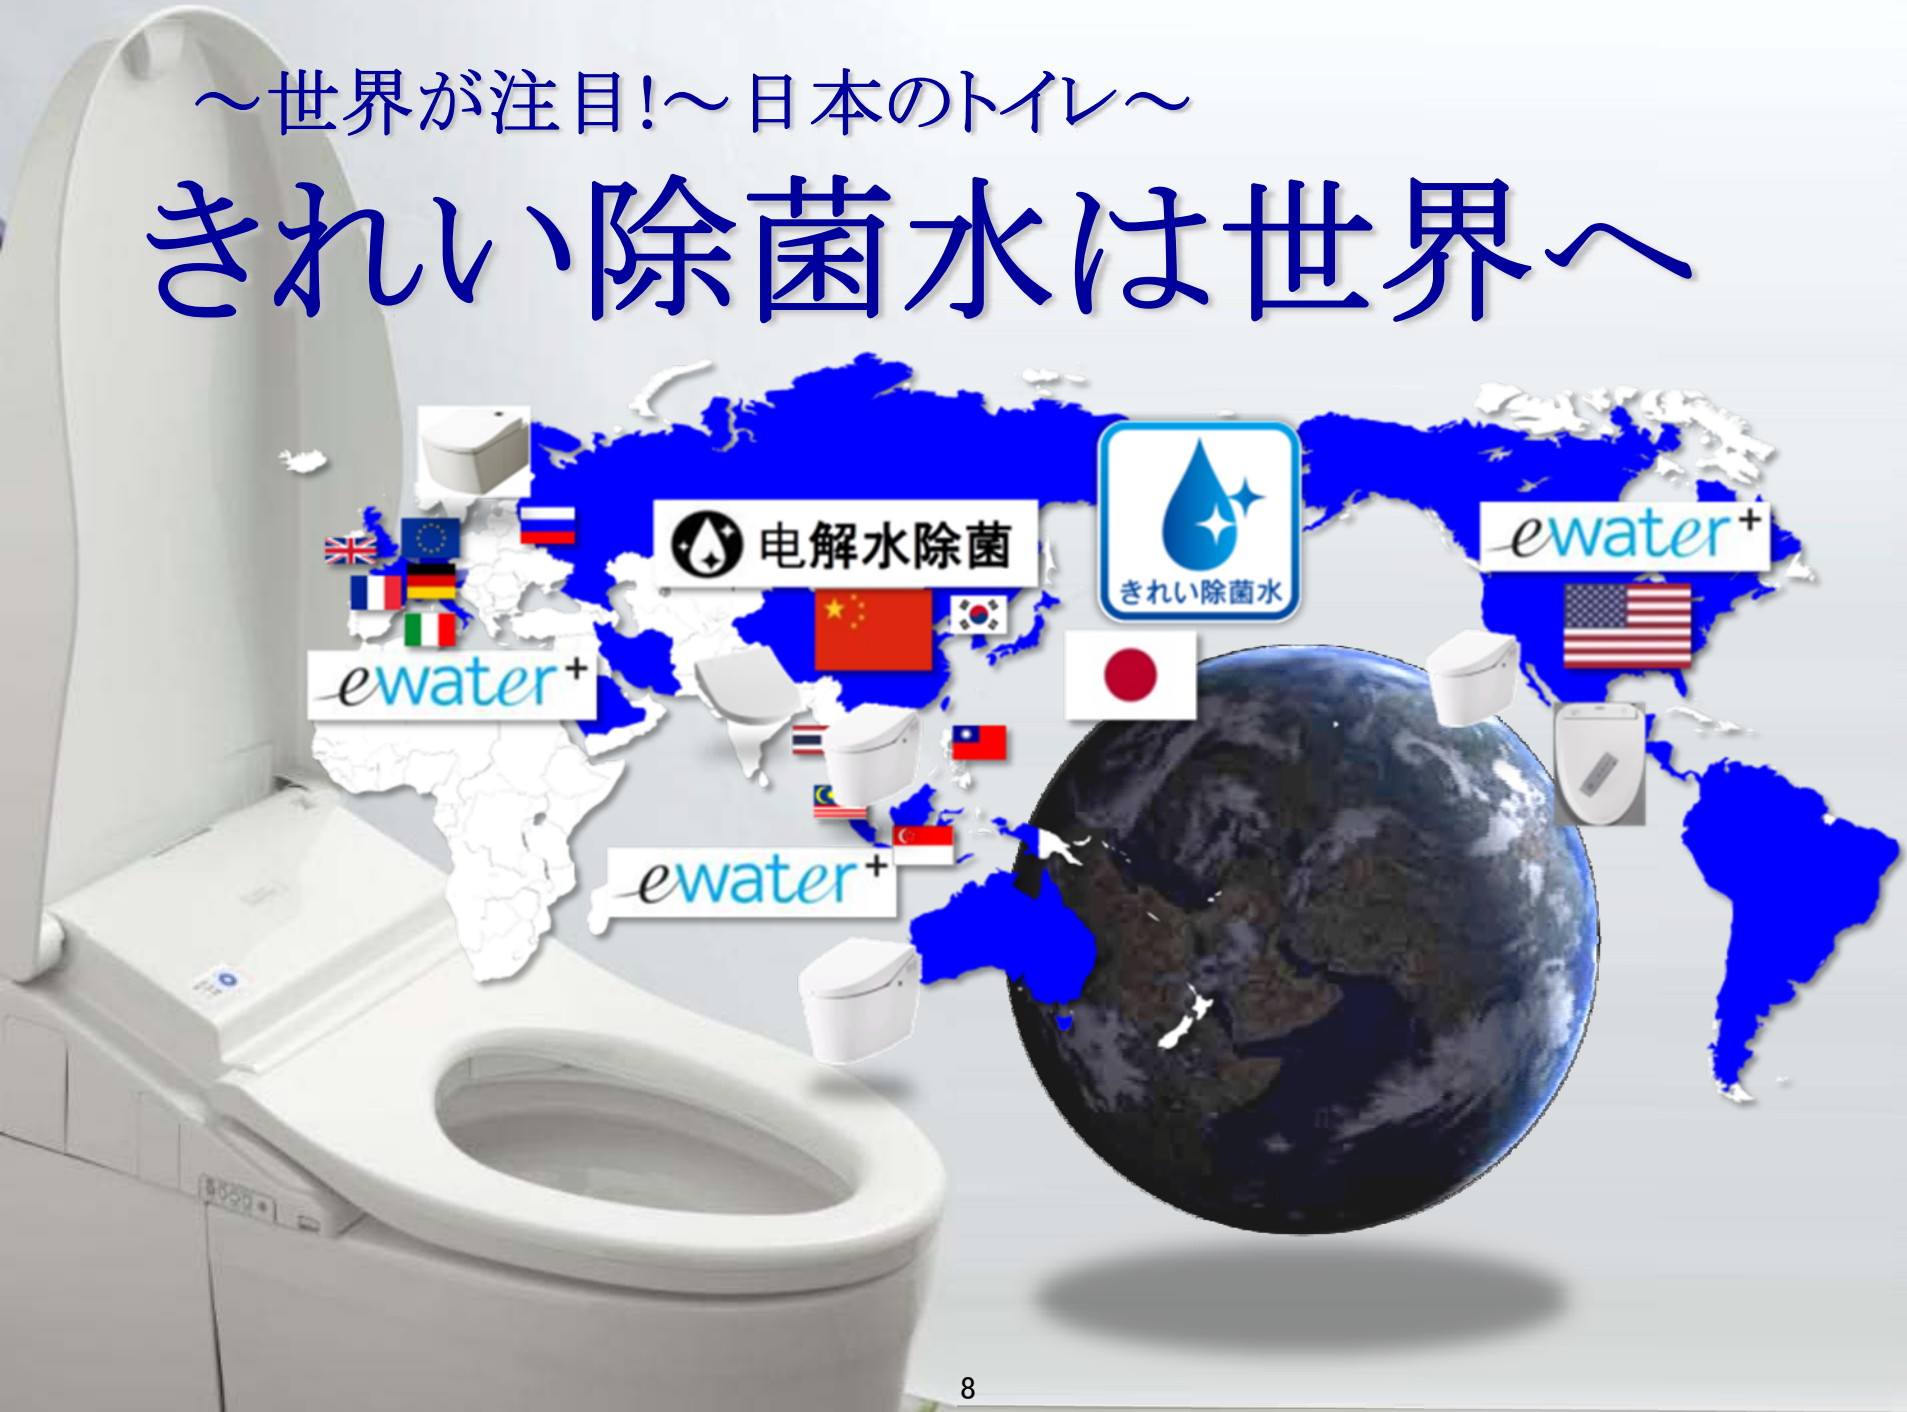 ～世界が注目!～日本のトイレ～
きれい除菌水は世界へ
电解水除菌
きれい除菌水
ewater+
ewater+
ewater+
8